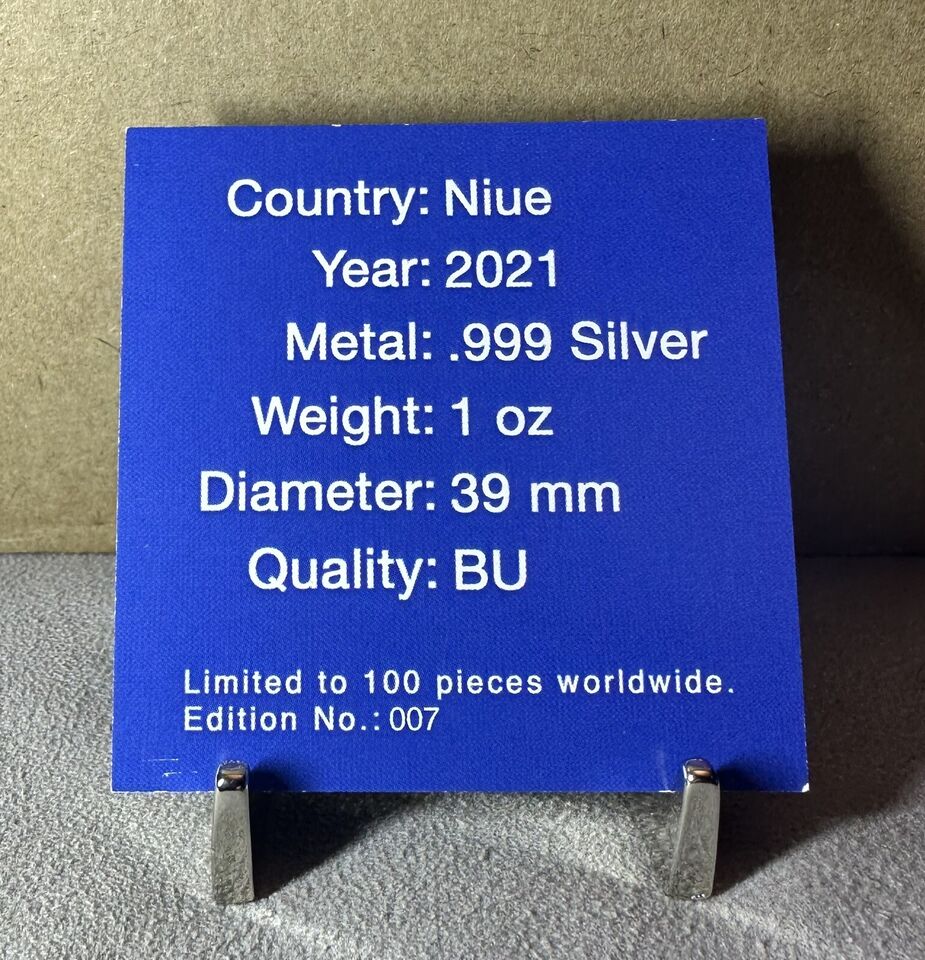 Country: Niue
Year: 2021
Metal: .999 Silver
Weight: 1 oz
Diameter: 39 mm
Quality: BU
Limited to 100 pieces worldwide.
Edition No.: 007